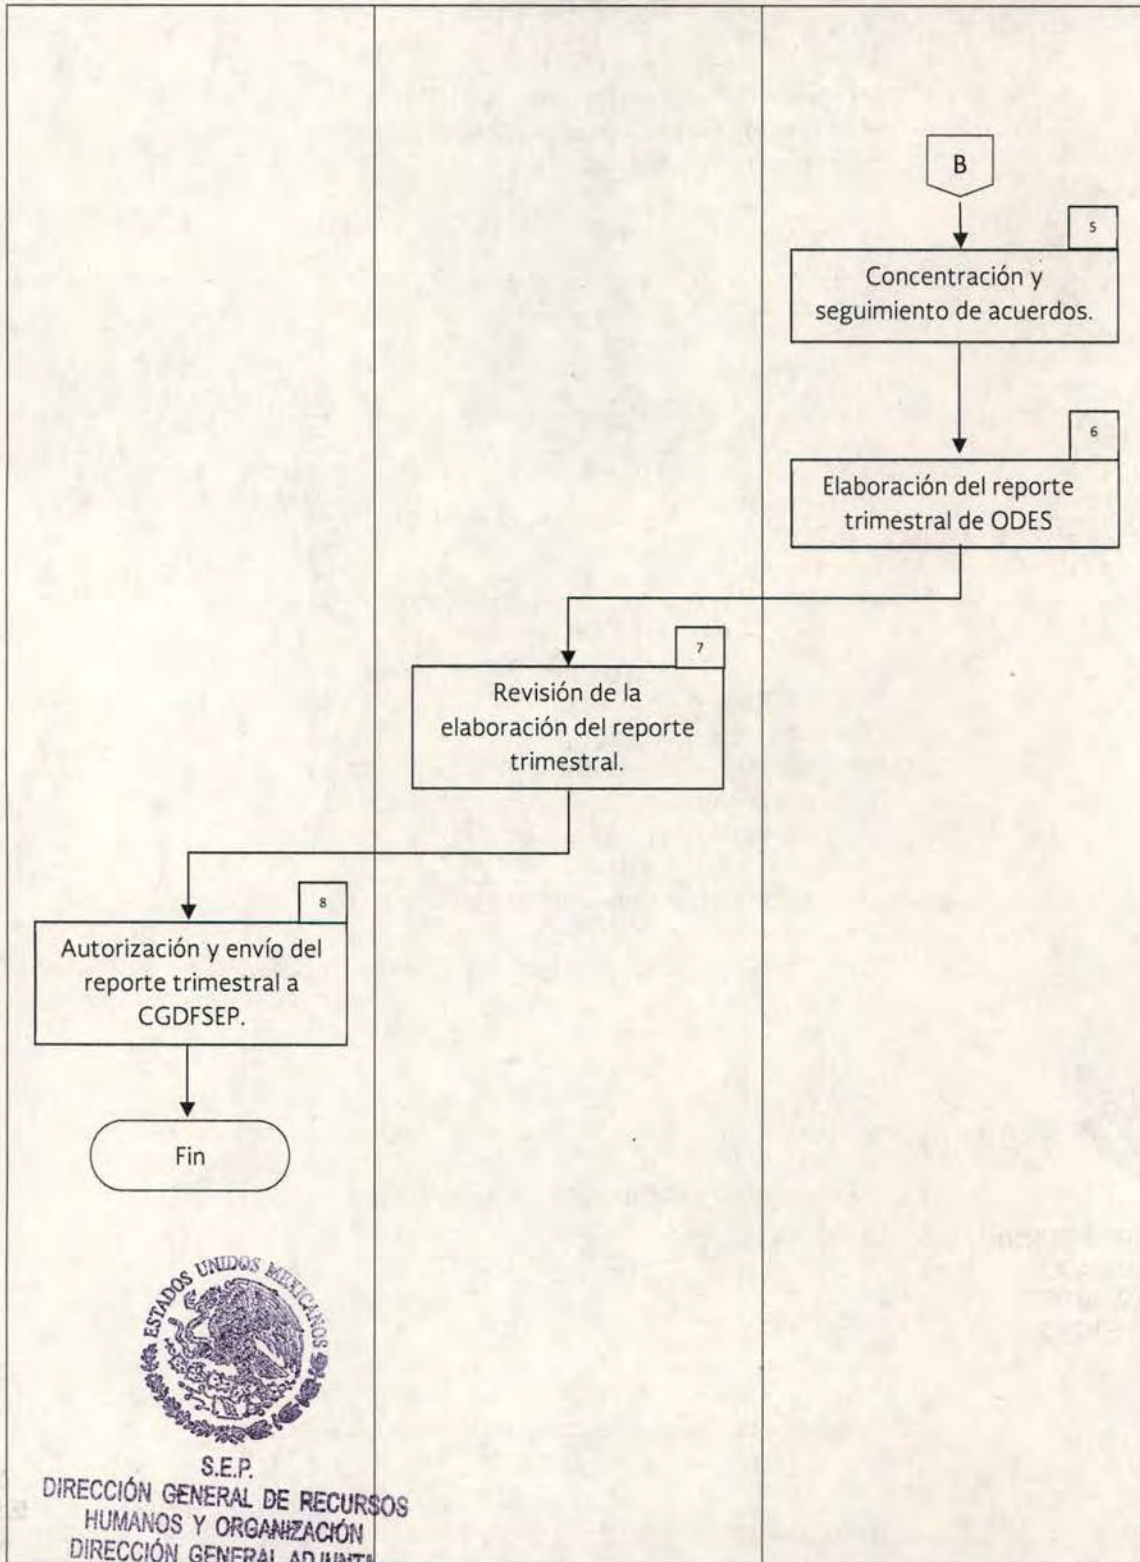 B
5
Concentración y
seguimiento de acuerdos.
6
Elaboración del reporte
trimestral de ODES
7
Revisión de la
elaboración del reporte
trimestral.
8
Autorización y envío del
reporte trimestral a
CGDFSEP.
Fin
ESTADOS UNIDOS MEXICANOS
S.E.P.
DIRECCIÓN GENERAL DE RECURSOS
HUMANOS Y ORGANIZACIÓN
DIRECCIÓN GENERAL ADJUNTA